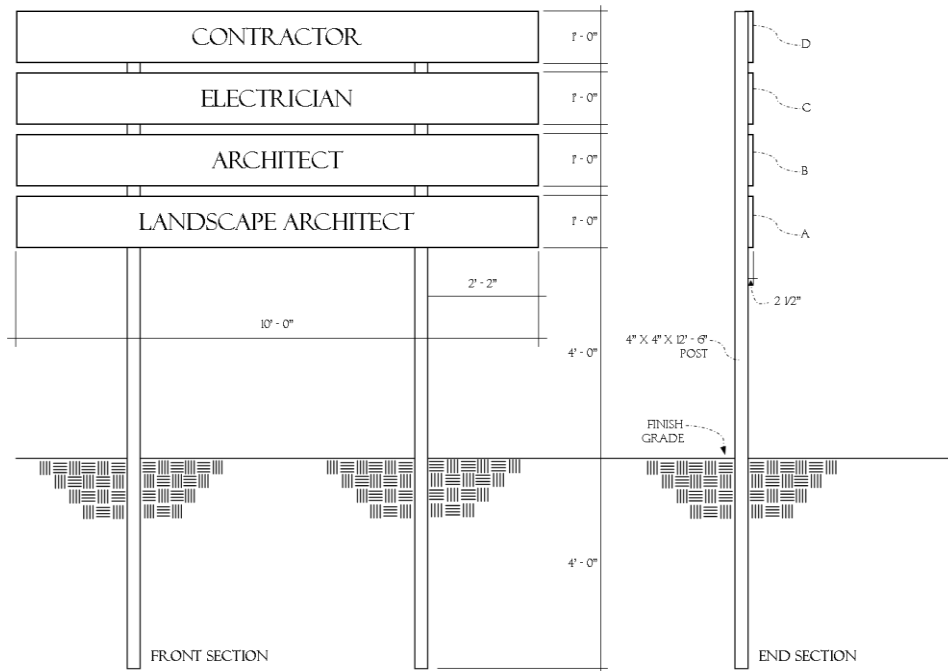 CONTRACTOR
1' - 0"
D
ELECTRICIAN
1' - 0"
C
ARCHITECT
1' - 0"
B
LANDSCAPE ARCHITECT
1' - 0"
A
2' - 2"
2 1/2"
10' - 0"
4' - 0"
4" X 4" X 12' - 6"
POST
FINISH
GRADE
4' - 0"
FRONT SECTION
END SECTION